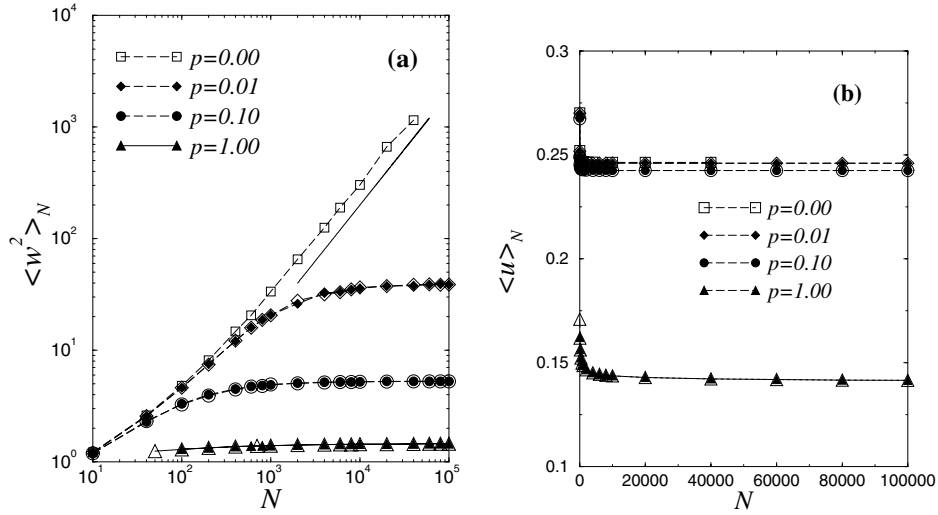 10^4
10^3
10^2
10^1
10^0
<w^2>_N
(a)
p=0.00
p=0.01
p=0.10
p=1.00
10^1 10^2 10^3 10^4 10^5
N
0.3
0.25
0.2
0.15
0.1
<u>_N
(b)
p=0.00
p=0.01
p=0.10
p=1.00
0 20000 40000 60000 80000 100000
N